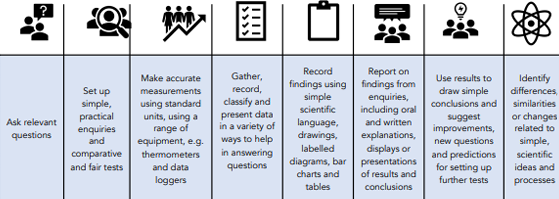 ?
Ask relevant
questions
Set up
simple,
practical
enquiries
and
comparative
and fair tests
Make accurate
measurements
using standard
units, using a
range of
equipment, e.g.
thermometers
and data
loggers
Gather,
record,
classify and
present data
in a variety of
ways to help
in answering
questions
Record
findings using
simple
scientific
language,
drawings,
labelled
diagrams, bar
charts and
tables
Report on
findings from
enquiries,
including oral
and written
explanations,
displays or
presentations
of results and
conclusions
Use results to
draw simple
conclusions and
suggest
improvements,
new questions
and predictions
for setting up
further tests
Identify
differences,
similarities
or changes
related to
simple,
scientific
ideas and
processes